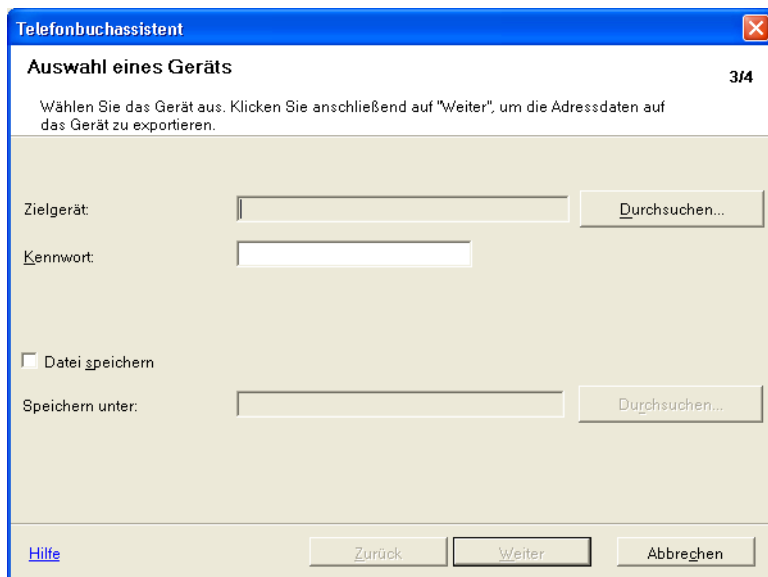 Telefonbuchassistent
Auswahl eines Geräts
3/4
Wählen Sie das Gerät aus. Klicken Sie anschließend auf "Weiter", um die Adressdaten auf
das Gerät zu exportieren.
Zielgerät:
Durchsuchen...
Kennwort:
Datei speichern
Speichern unter:
Durchsuchen...
Hilfe
Zurück
Weiter
Abbrechen